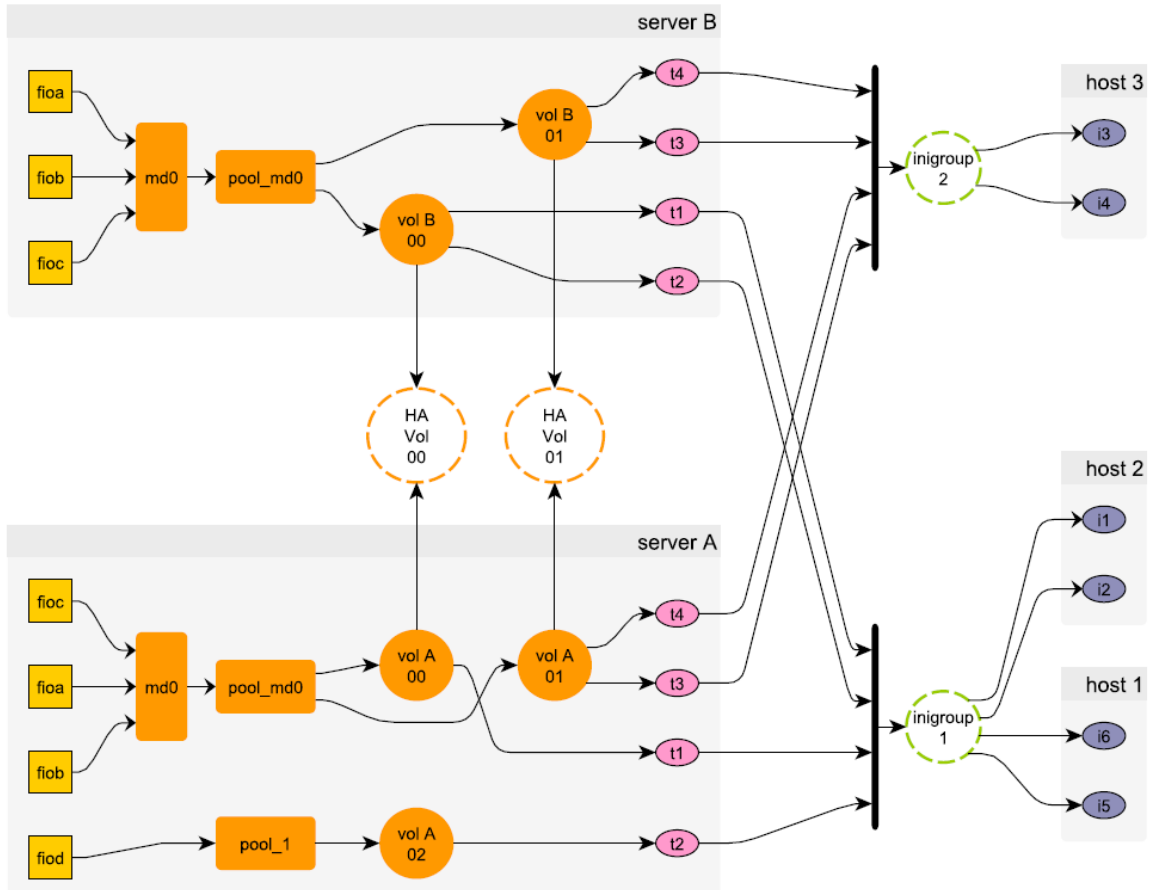 server B
fioa
fiob
fioc
md0
pool_md0
vol B
01
vol B
00
t4
t3
t1
t2
inigroup
2
host 3
i3
i4
HA
Vol
00
HA
Vol
01
server A
fioc
fioa
fiob
fiod
md0
pool_md0
pool_1
vol A
00
vol A
01
vol A
02
t4
t3
t1
t2
inigroup
1
host 2
i1
i2
host 1
i6
i5